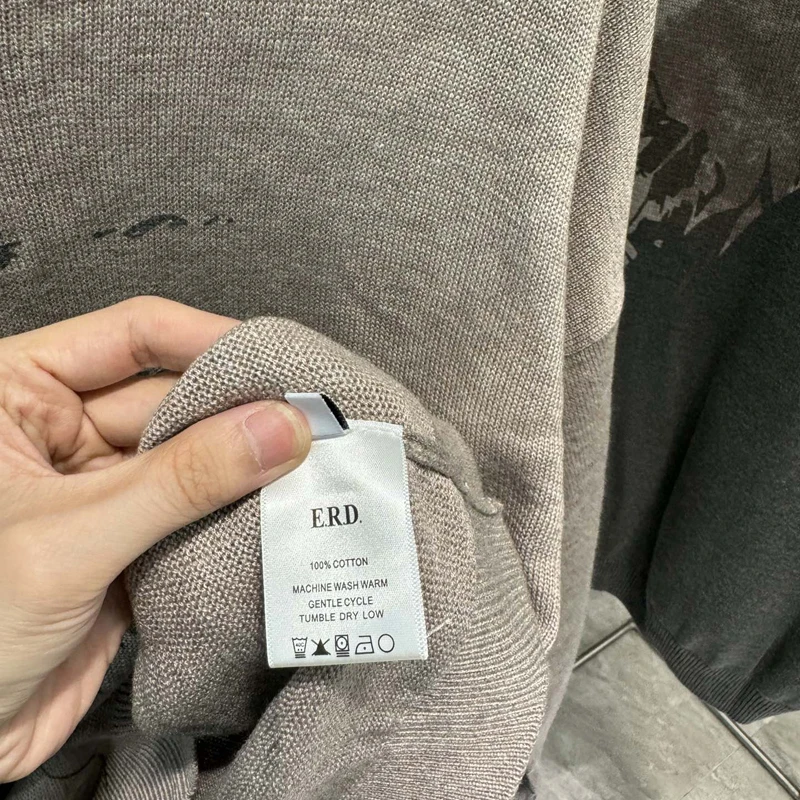 E.R.D.
100% COTTON
MACHINE WASH WARM
GENTLE CYCLE
TUMBLE DRY LOW